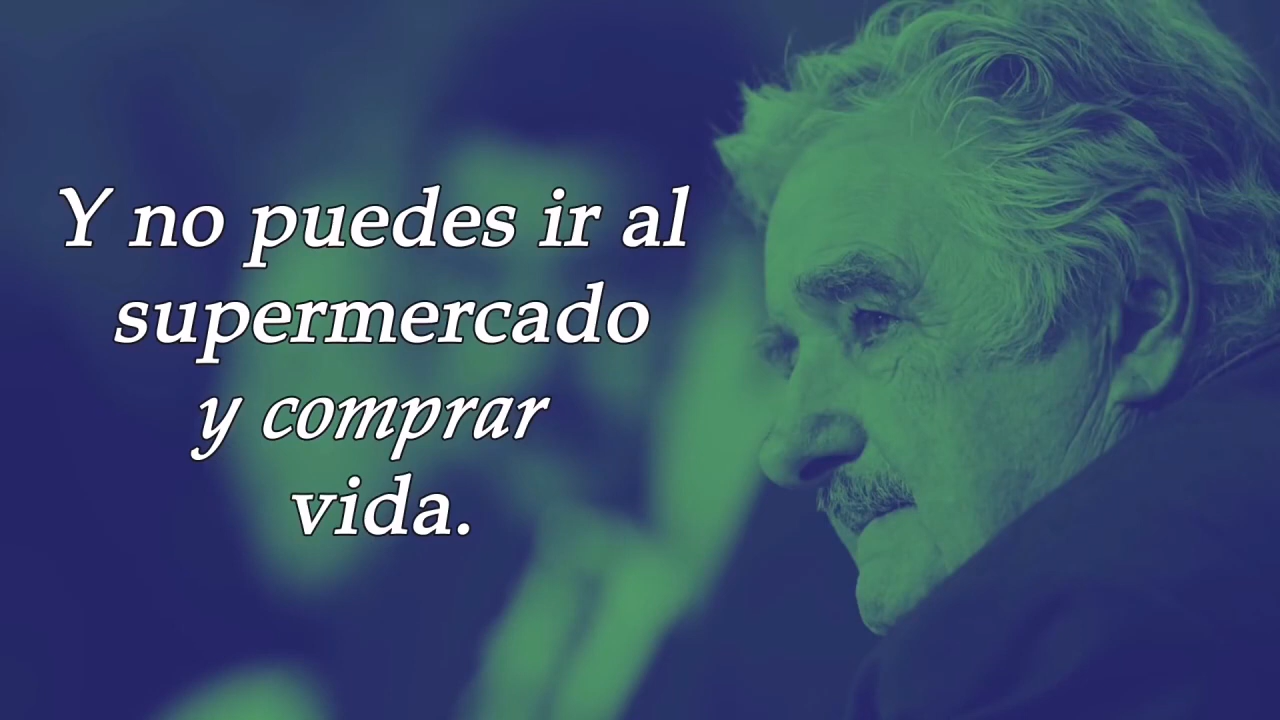 Y no puedes ir al
supermercado
y comprar
vida.